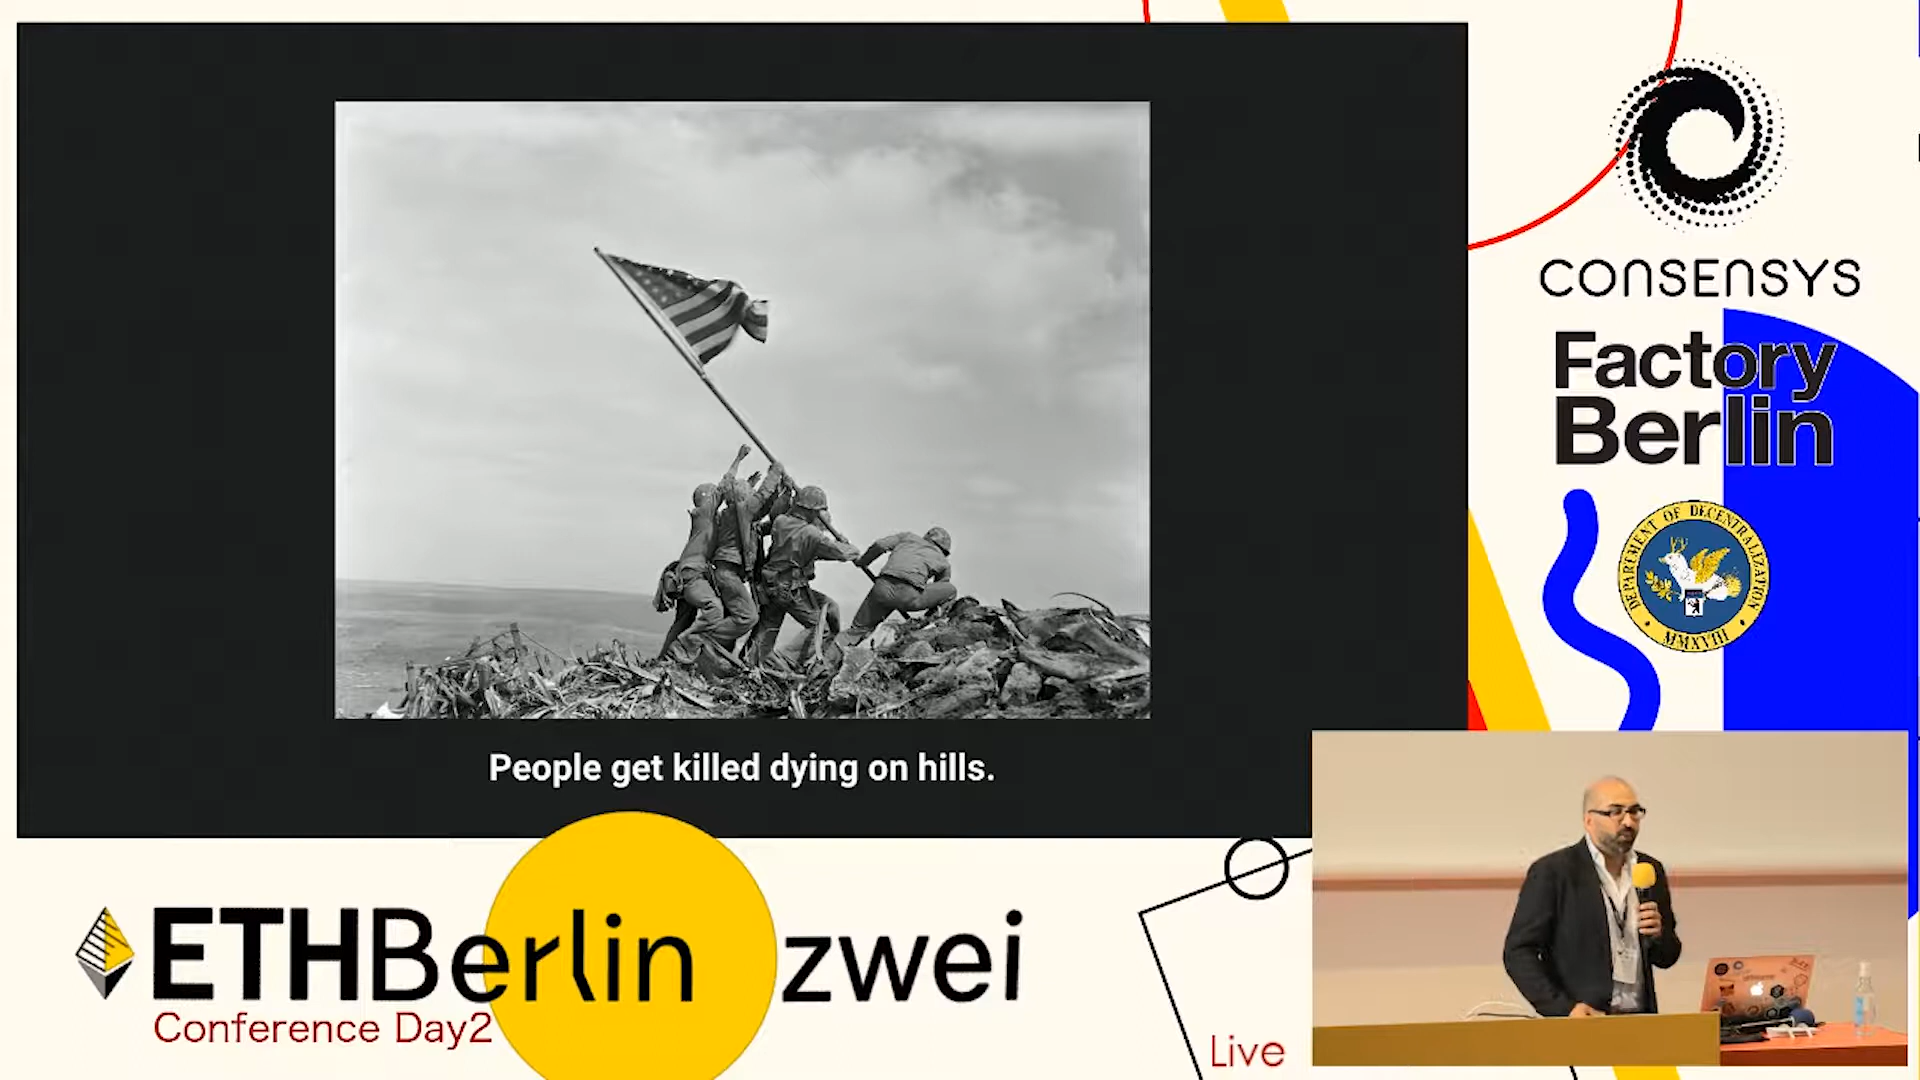 People get killed dying on hills.
CONSENSYS
Factory
Berlin
DEPARTMENT OF DECENTRALIZATION
MMXVIII
ETHBerlin zwei
Conference Day2
Live